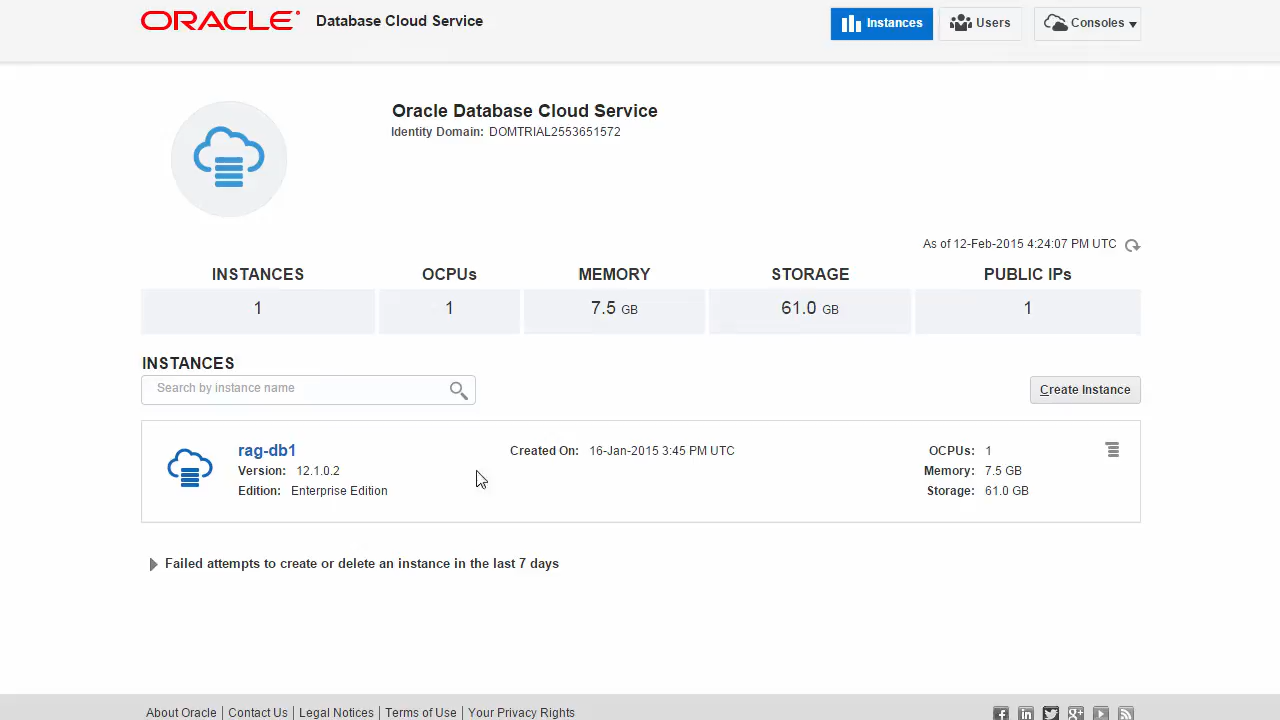 ORACLE Database Cloud Service
Instances Users Consoles
Oracle Database Cloud Service
Identity Domain: DOMTRIAL2553651572
As of 12-Feb-2015 4:24:07 PM UTC
INSTANCES OCPUs MEMORY STORAGE PUBLIC IPs
1 1 7.5 GB 61.0 GB 1
INSTANCES
Search by instance name
Create Instance
rag-db1 Created On: 16-Jan-2015 3:45 PM UTC OCPUs: 1
Version: 12.1.0.2 Memory: 7.5 GB
Edition: Enterprise Edition Storage: 61.0 GB
Failed attempts to create or delete an instance in the last 7 days
About Oracle | Contact Us | Legal Notices | Terms of Use | Your Privacy Rights